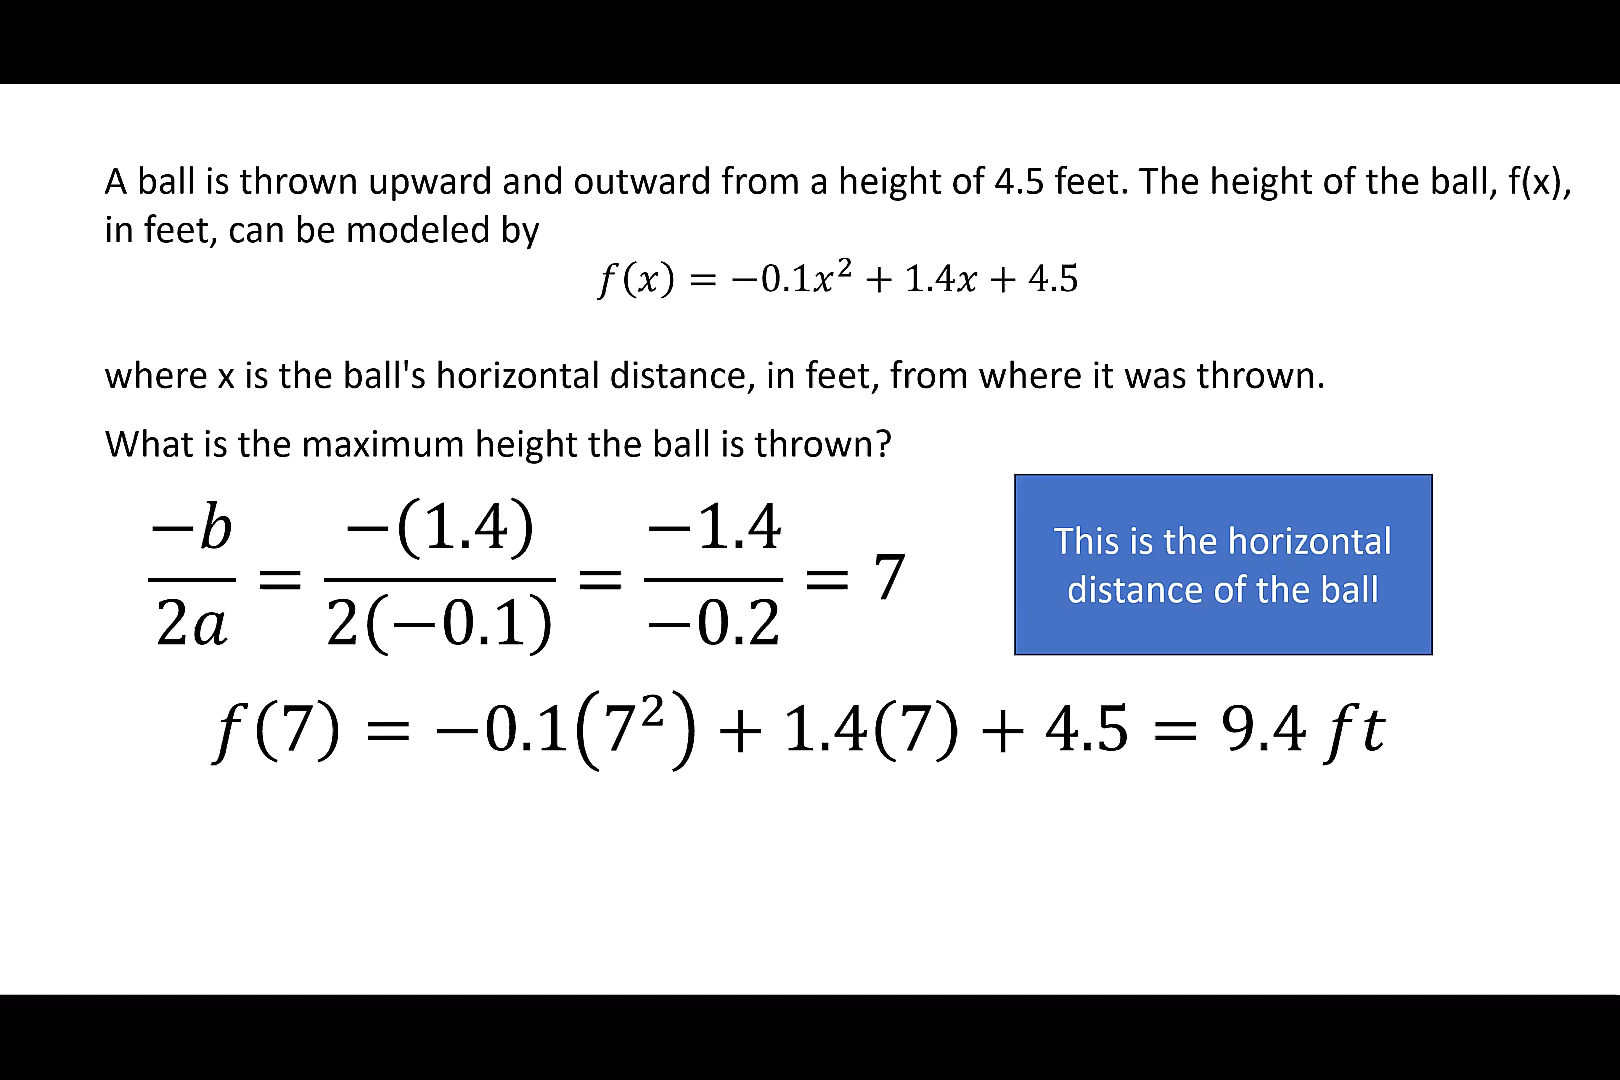 A ball is thrown upward and outward from a height of 4.5 feet. The height of the ball, f(x),
in feet, can be modeled by
f(x) = −0.1x² + 1.4x + 4.5
where x is the ball's horizontal distance, in feet, from where it was thrown.
What is the maximum height the ball is thrown?
−b/2a = −(1.4)/2(−0.1) = −1.4/−0.2 = 7
This is the horizontal
distance of the ball
f(7) = −0.1(7²) + 1.4(7) + 4.5 = 9.4 ft